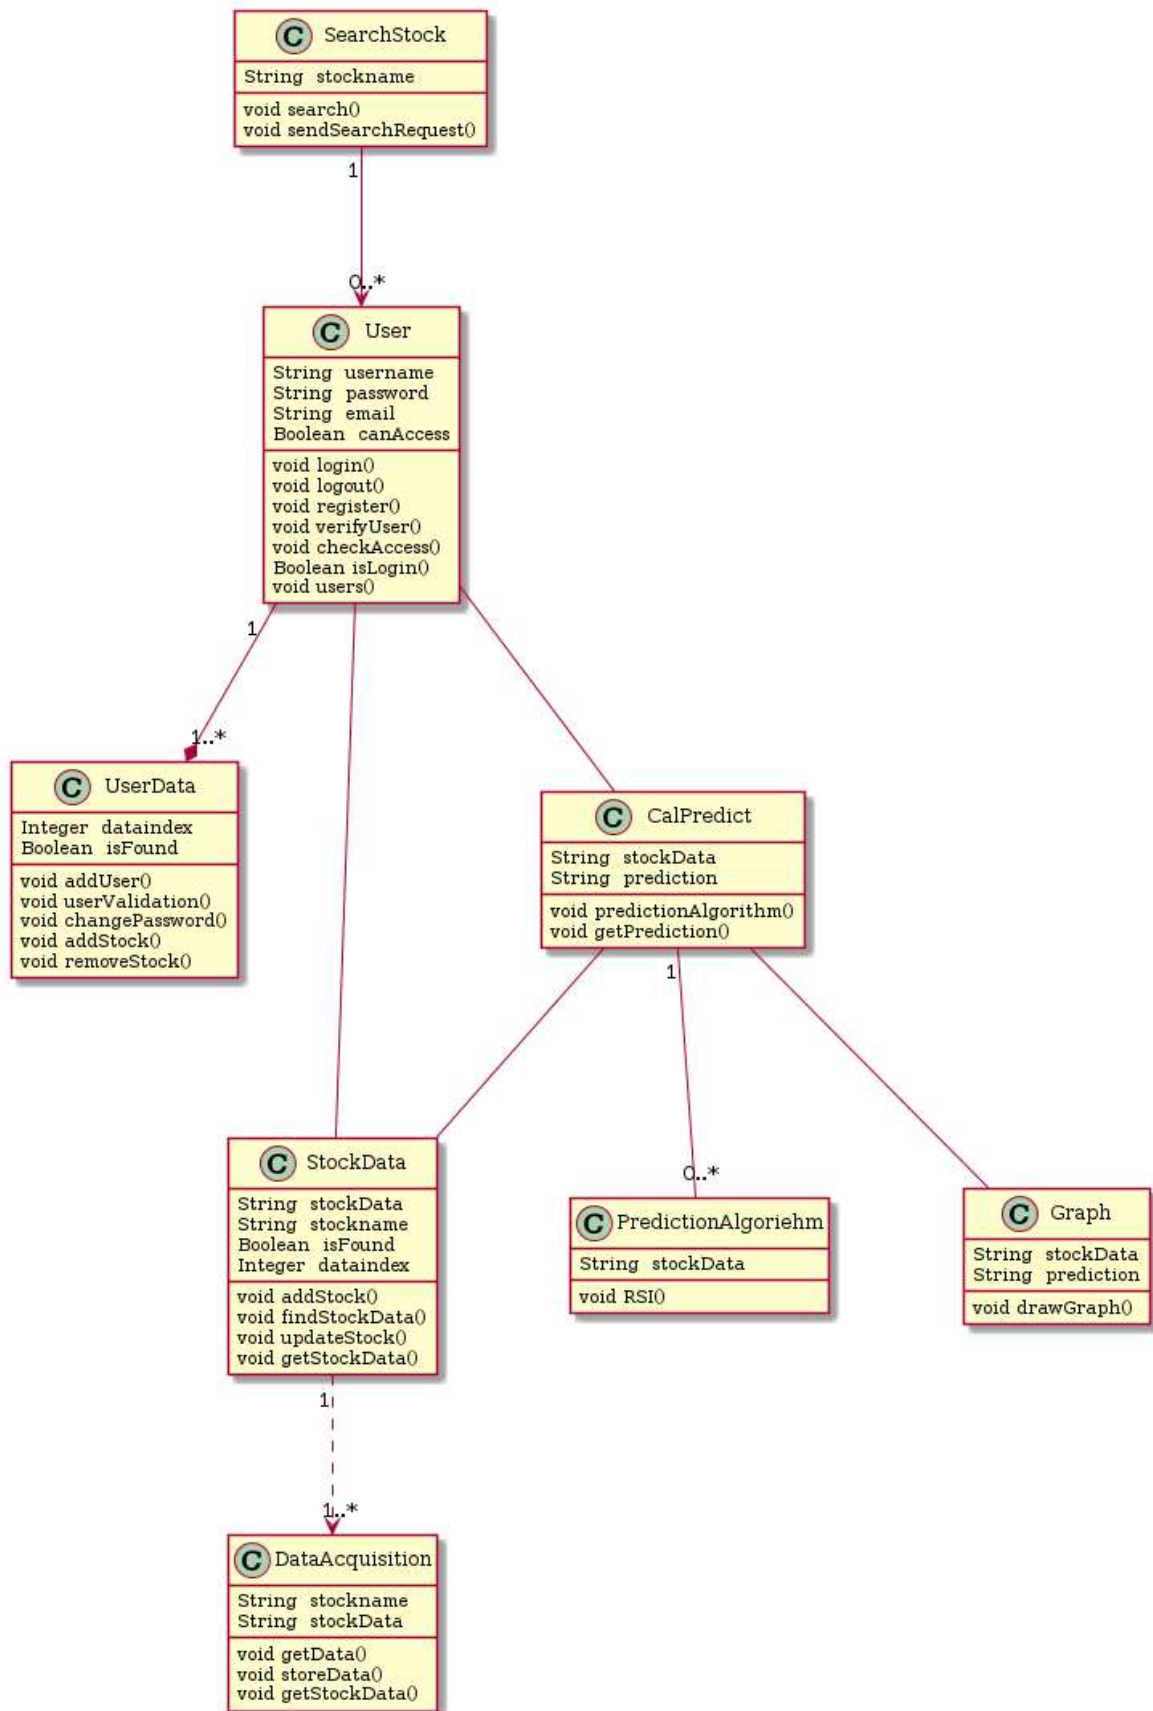 C SearchStock
String stockname
void search()
void sendSearchRequest()
1
0..*
C User
String username
String password
String email
Boolean canAccess
void login()
void logout()
void register()
void verifyUser()
void checkAccess()
Boolean isLogin()
void users()
1
1..*
C UserData
Integer dataindex
Boolean isFound
void addUser()
void userValidation()
void changePassword()
void addStock()
void removeStock()
C CalPredict
String stockData
String prediction
void predictionAlgorithm()
void getPrediction()
1
0..*
C StockData
String stockData
String stockname
Boolean isFound
Integer dataindex
void addStock()
void findStockData()
void updateStock()
void getStockData()
C PredictionAlgoriehm
String stockData
void RSI()
C Graph
String stockData
String prediction
void drawGraph()
1
1..*
C DataAcquisition
String stockname
String stockData
void getData()
void storeData()
void getStockData()